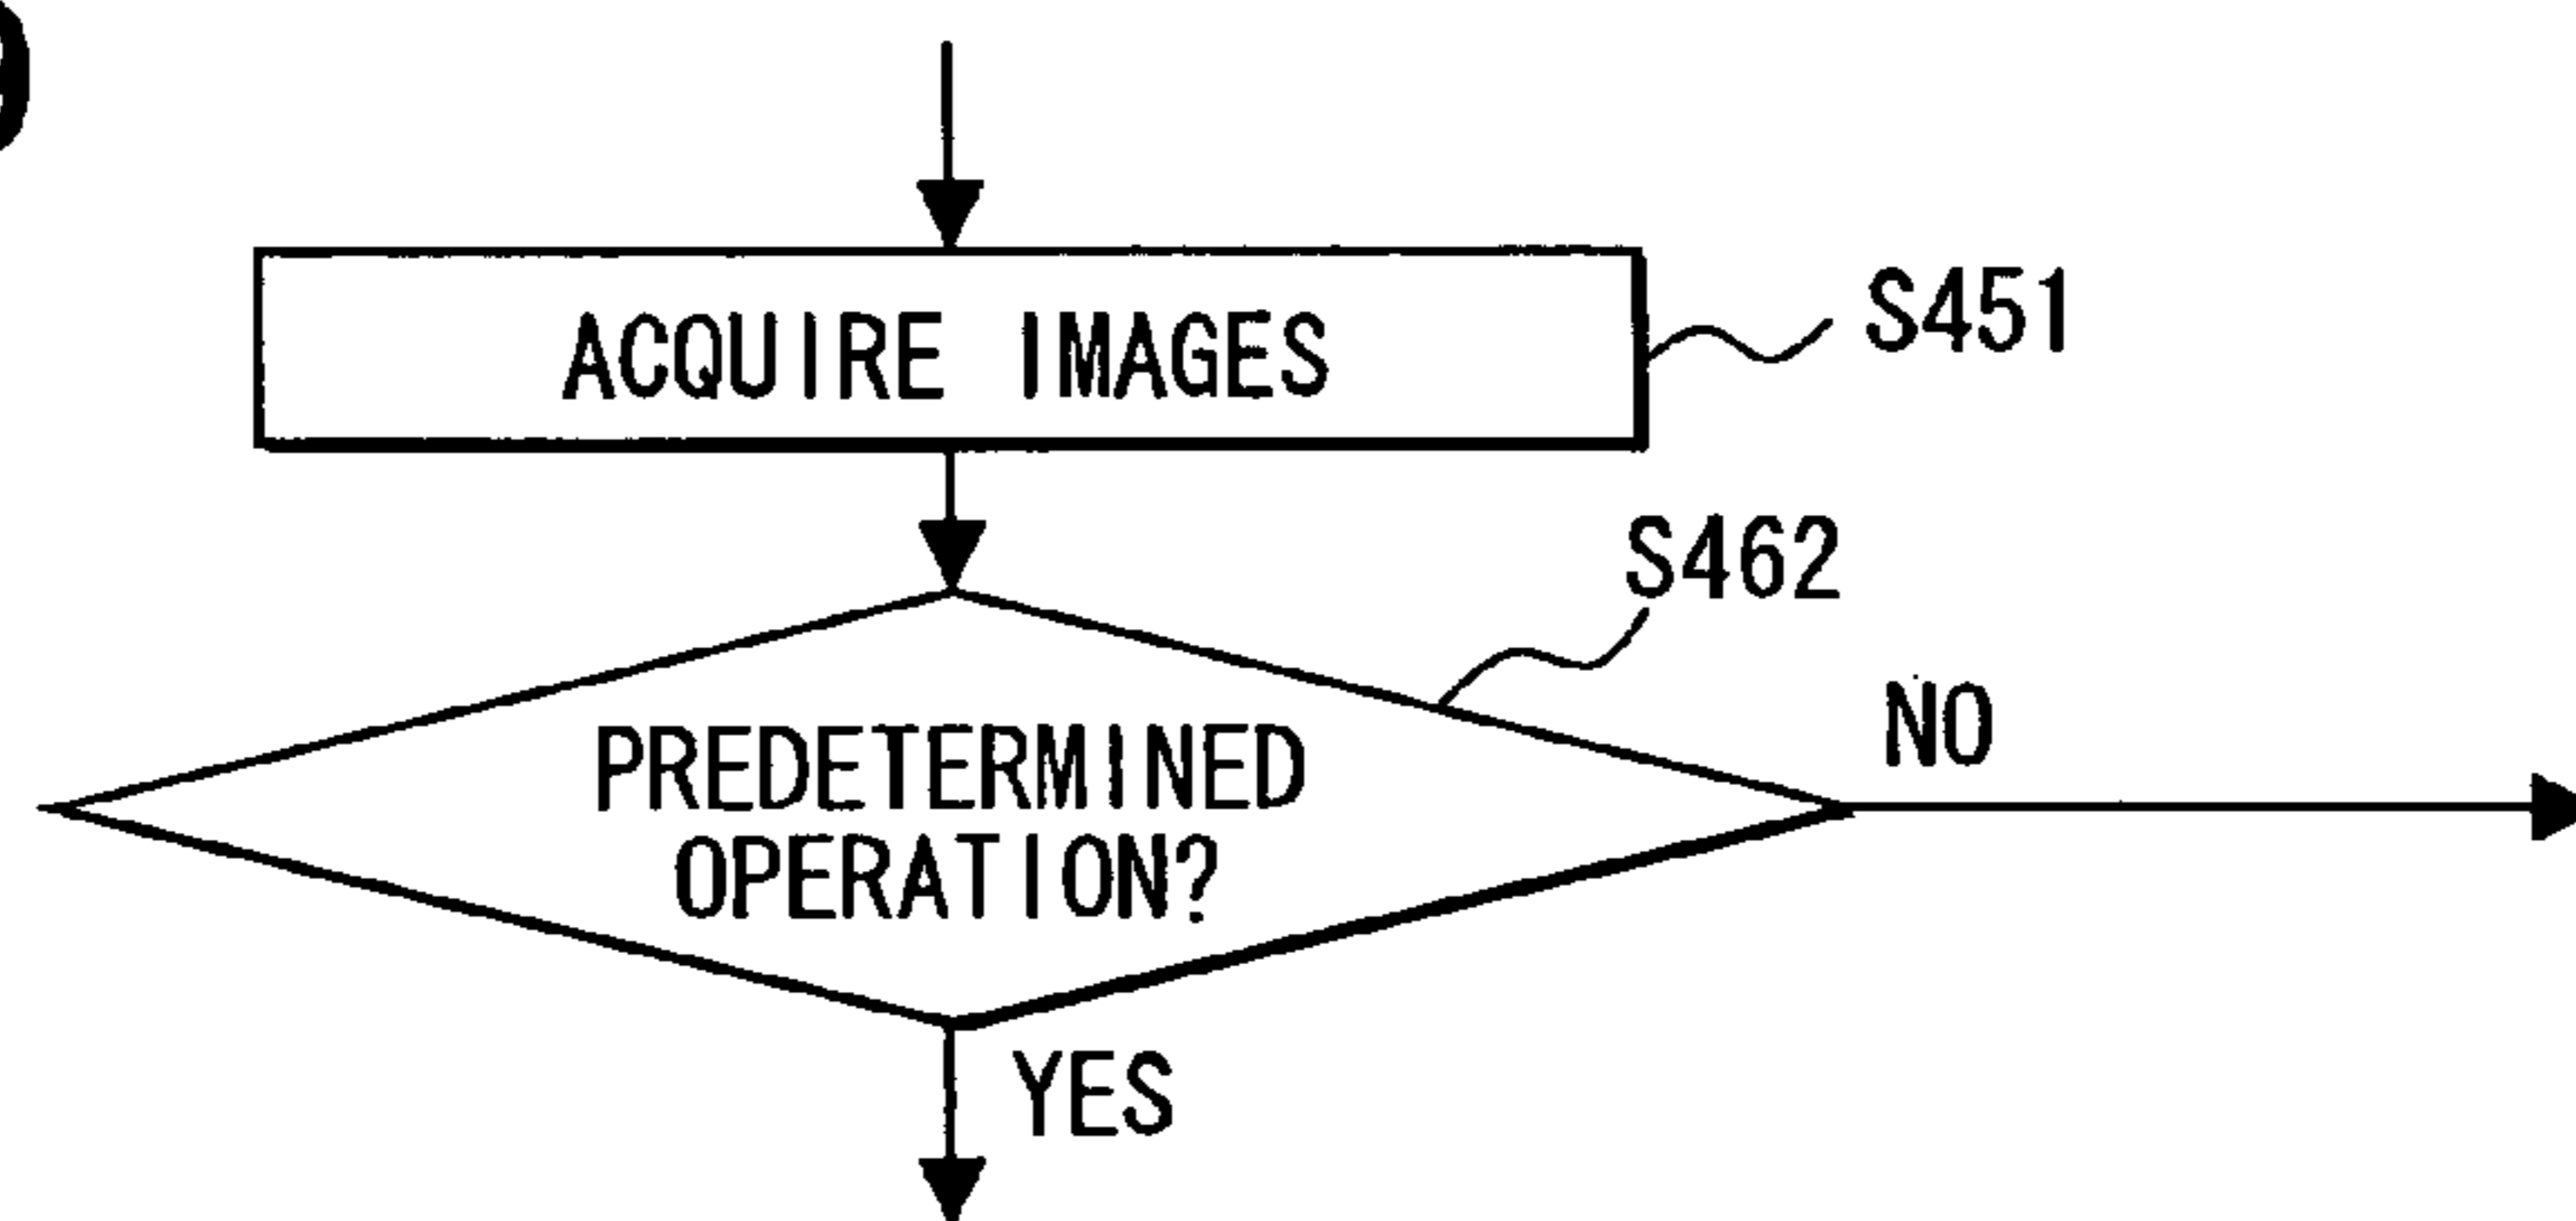 ACQUIRE IMAGES
S451
S462
PREDETERMINED
OPERATION?
NO
YES